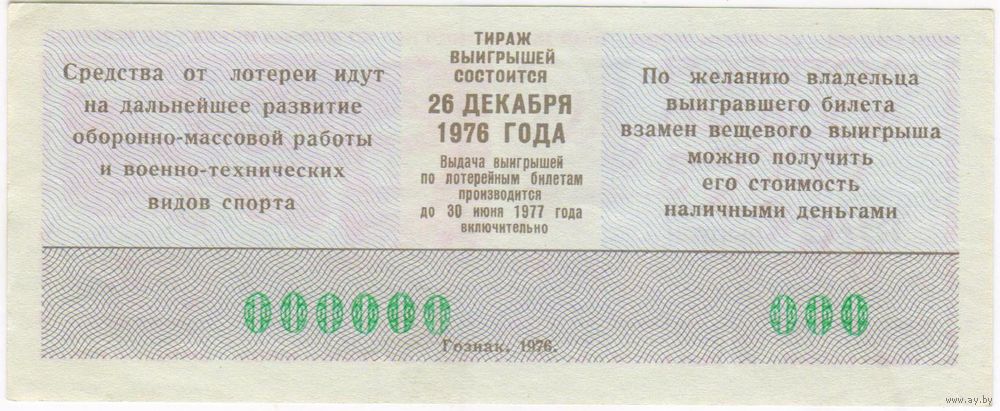 Средства от лотереи идут
на дальнейшее развитие
оборонно-массовой работы
и военно-технических
видов спорта
ТИРАЖ
ВЫИГРЫШЕЙ
СОСТОИТСЯ
26 ДЕКАБРЯ
1976 ГОДА
Выдача выигрышей
по лотерейным билетам
производится
до 30 июня 1977 года
включительно
По желанию владельца
выигравшего билета
взамен вещевого выигрыша
можно получить
его стоимость
наличными деньгами
000000 000
Гознак. 1976.
www.ay.by